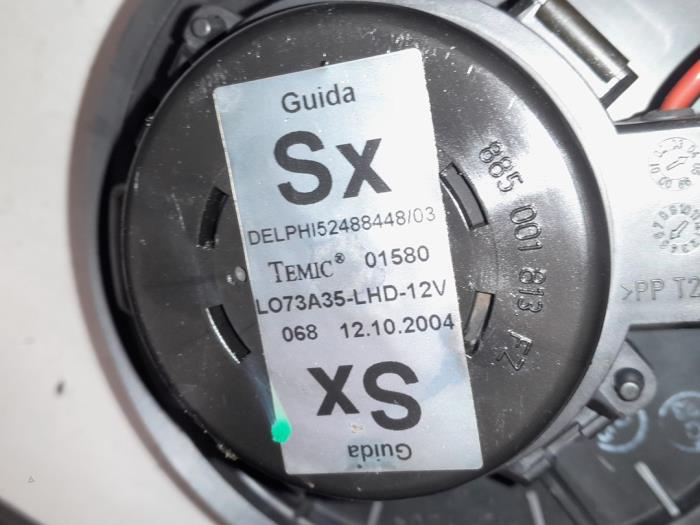 Guida
Sx
DELPHI52488448/03
TEMIC® 01580
LO73A35-LHD-12V
068 12.10.2004
Sx
Guida
885 001 813 FZ
>PP T2